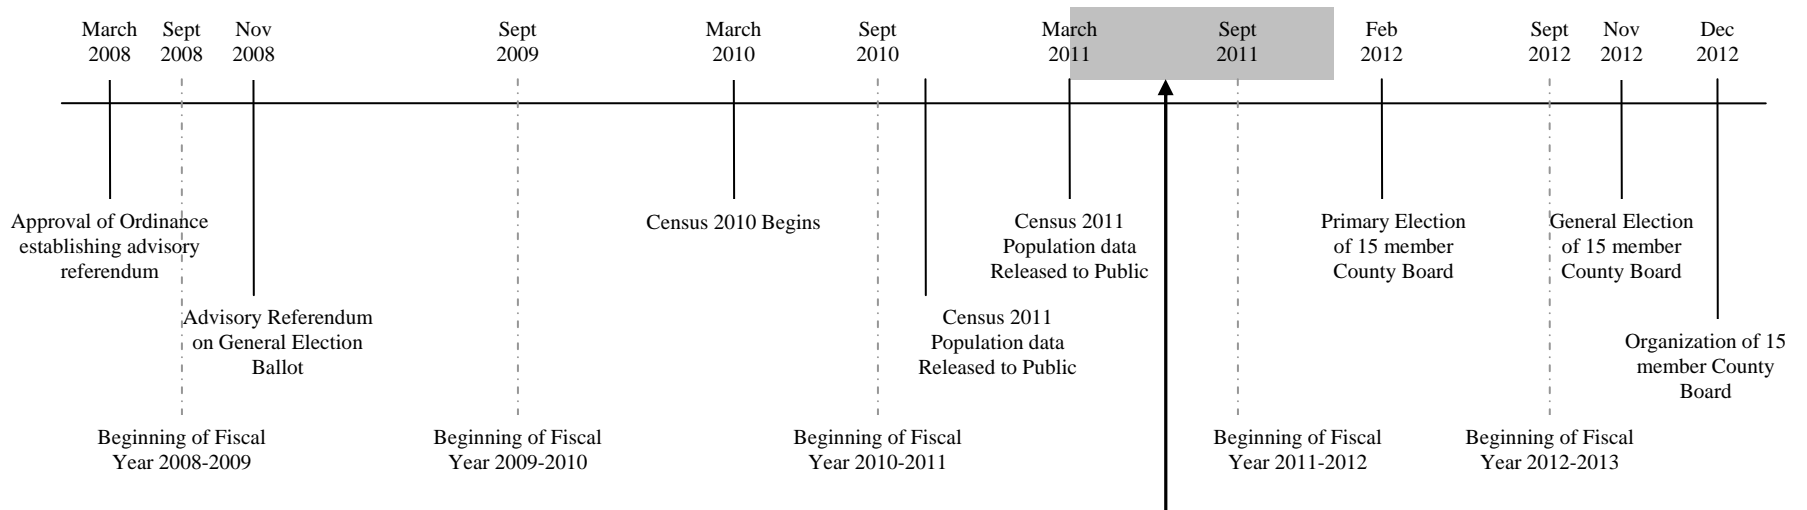 March
2008
Sept
2008
Nov
2008
Sept
2009
March
2010
Sept
2010
March
2011
Sept
2011
Feb
2012
Sept
2012
Nov
2012
Dec
2012
Approval of Ordinance
establishing advisory
referendum
Census 2010 Begins
Census 2011
Population data
Released to Public
Primary Election
of 15 member
County Board
General Election
of 15 member
County Board
Advisory Referendum
on General Election
Ballot
Census 2011
Population data
Released to Public
Organization of 15
member County
Board
Beginning of Fiscal
Year 2008-2009
Beginning of Fiscal
Year 2009-2010
Beginning of Fiscal
Year 2010-2011
Beginning of Fiscal
Year 2011-2012
Beginning of Fiscal
Year 2012-2013